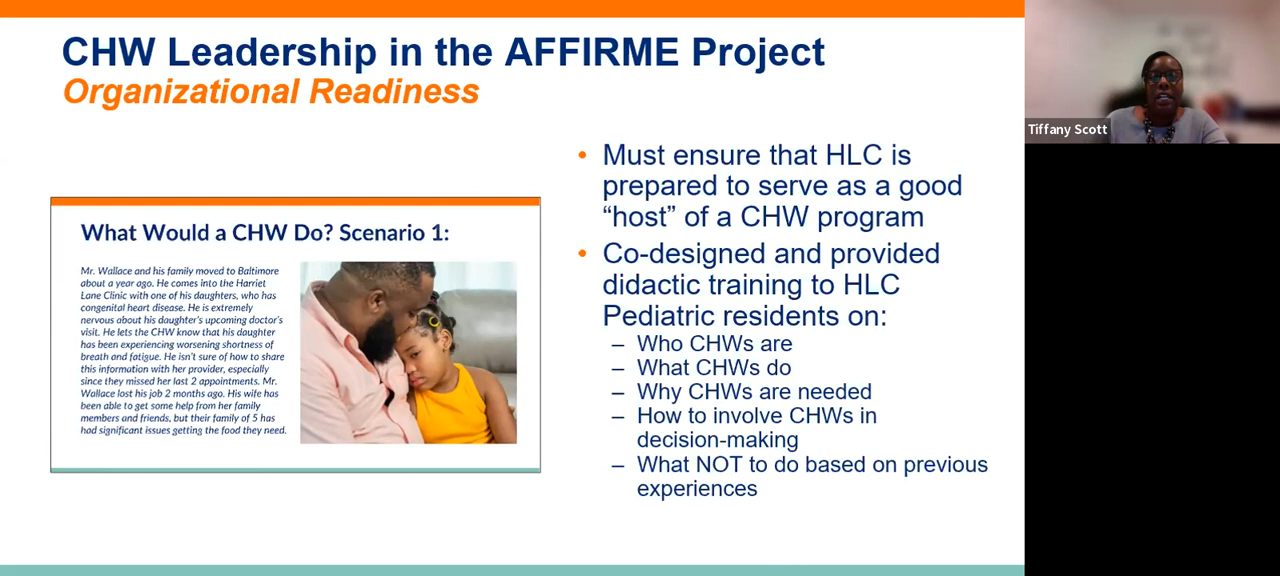 CHW Leadership in the AFFIRME Project
Organizational Readiness
What Would a CHW Do? Scenario 1:
Mr. Wallace and his family moved to Baltimore
about a year ago. He comes into the Harriet
Lane Clinic with one of his daughters, who has
congenital heart disease. He is extremely
nervous about his daughter's upcoming doctor's
visit. He lets the CHW know that his daughter
has been experiencing worsening shortness of
breath and fatigue. He isn't sure of how to share
this information with her provider, especially
since they missed her last 2 appointments. Mr.
Wallace lost his job 2 months ago. His wife has
been able to get some help from her family
members and friends, but their family of 5 has
had significant issues getting the food they need.
• Must ensure that HLC is
prepared to serve as a good
“host” of a CHW program
• Co-designed and provided
didactic training to HLC
Pediatric residents on:
– Who CHWs are
– What CHWs do
– Why CHWs are needed
– How to involve CHWs in
decision-making
– What NOT to do based on previous
experiences
Tiffany Scott